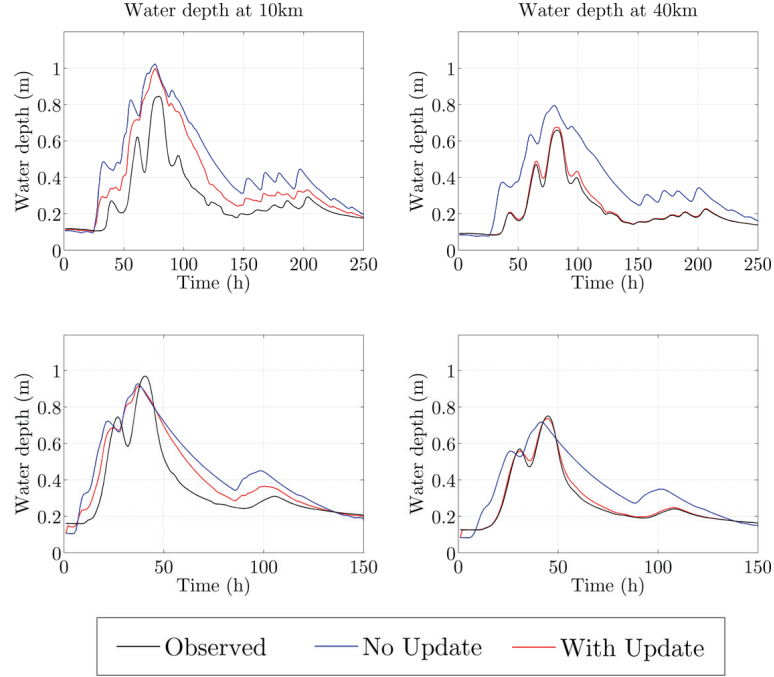 Water depth at 10km
Water depth at 40km
Water depth (m)
1
0.8
0.6
0.4
0.2
0
0 50 100 150 200 250
Time (h)
Water depth (m)
1
0.8
0.6
0.4
0.2
0
0 50 100 150 200 250
Time (h)
Water depth (m)
1
0.8
0.6
0.4
0.2
0
0 50 100 150
Time (h)
Water depth (m)
1
0.8
0.6
0.4
0.2
0
0 50 100 150
Time (h)
Observed No Update With Update